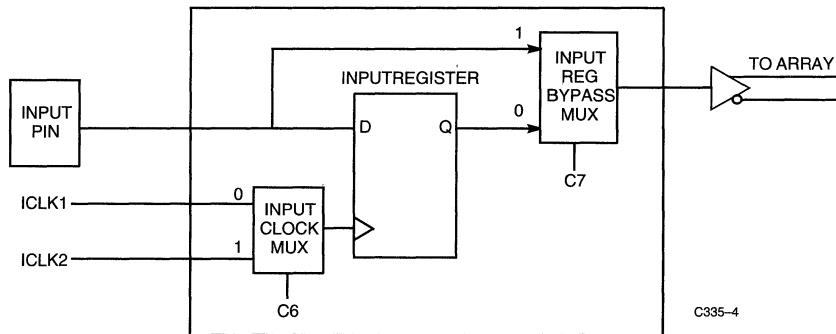 1
INPUT
REG
BYPASS
MUX
TO ARRAY
INPUTREGISTER
INPUT
PIN
D
Q
0
C7
ICLK1
0
INPUT
CLOCK
MUX
ICLK2
1
C6
C335–4